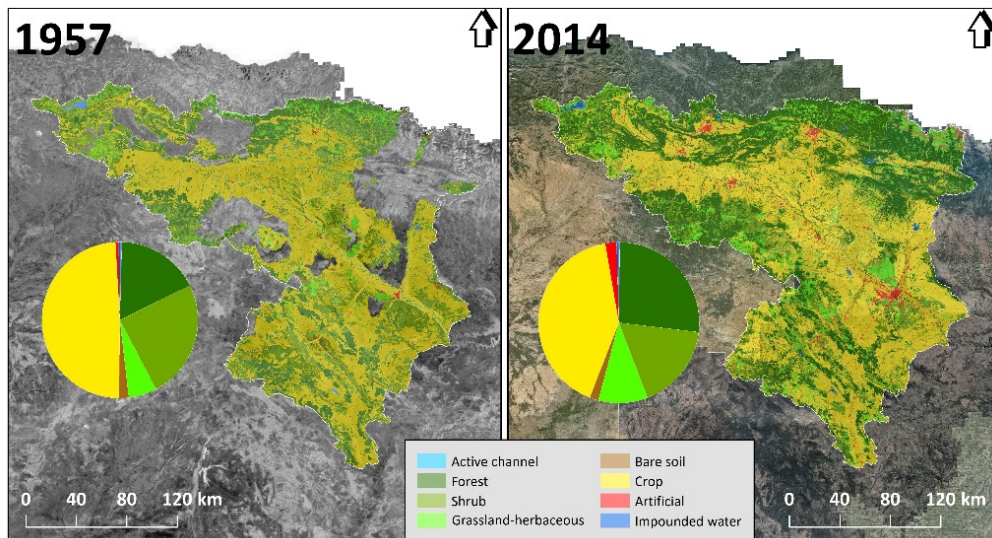 1957
2014
Active channel
Forest
Shrub
Grassland-herbaceous
Bare soil
Crop
Artificial
Impounded water
0 40 80 120 km
0 40 80 120 km